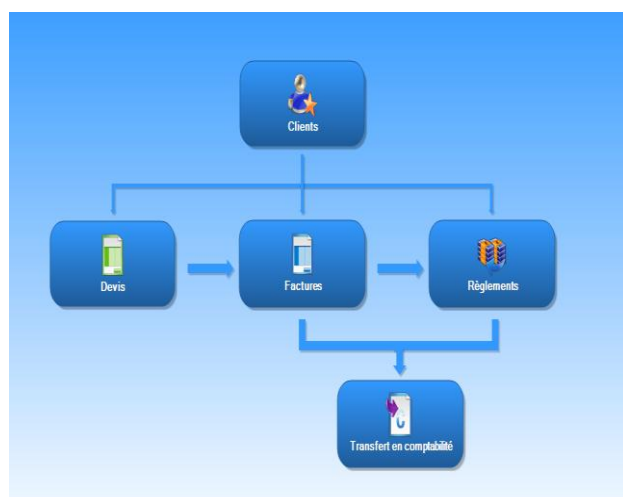 Clients
Devis
Factures
Règlements
Transfert en comptabilité